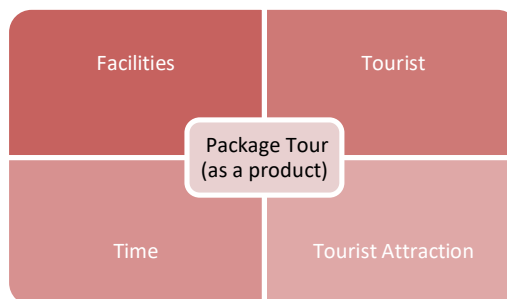 Facilities
Tourist
Package Tour
(as a product)
Time
Tourist Attraction